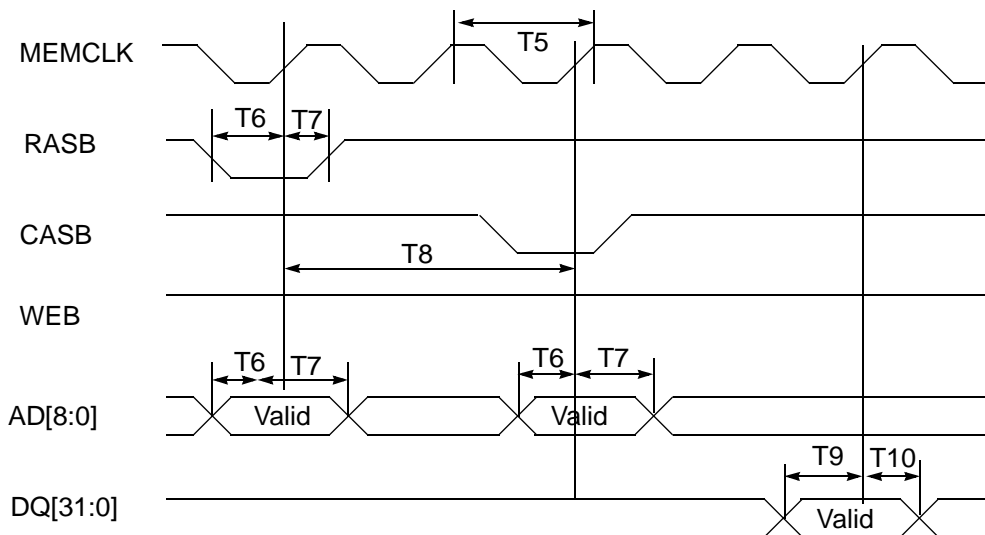 MEMCLK
T5
RASB
T6
T7
CASB
T8
WEB
AD[8:0]
T6
T7
Valid
T6
T7
Valid
DQ[31:0]
T9
T10
Valid